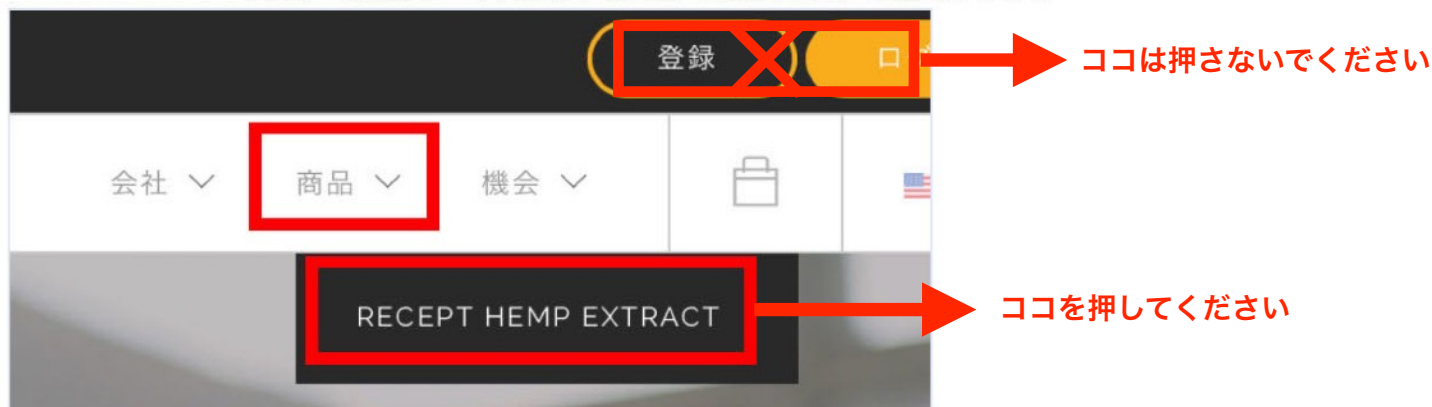 登録
ココは押さないでください
会社
商品
機会
RECEPT HEMP EXTRACT
ココを押してください